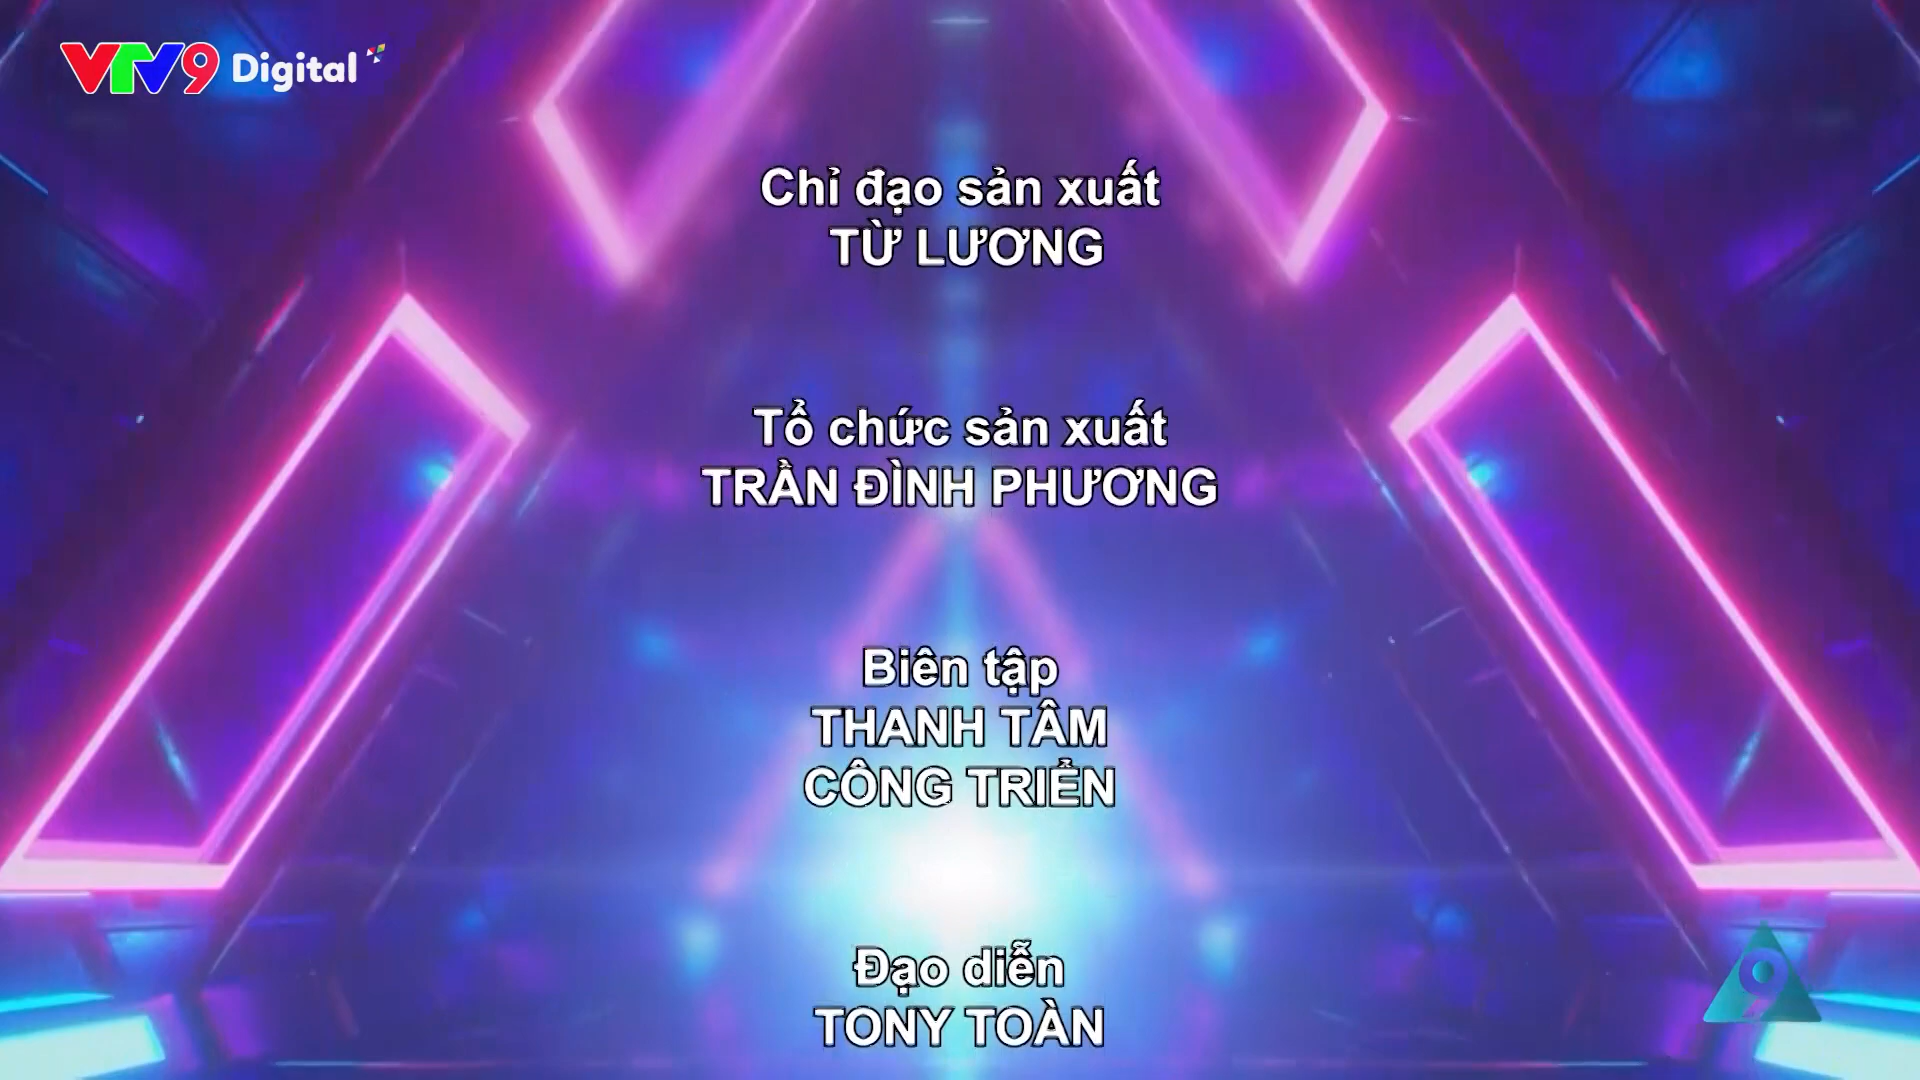 VTV9 Digital
Chỉ đạo sản xuất
TỪ LƯƠNG
Tổ chức sản xuất
TRẦN ĐÌNH PHƯƠNG
Biên tập
THANH TÂM
CÔNG TRIỂN
Đạo diễn
TONY TOÀN
9